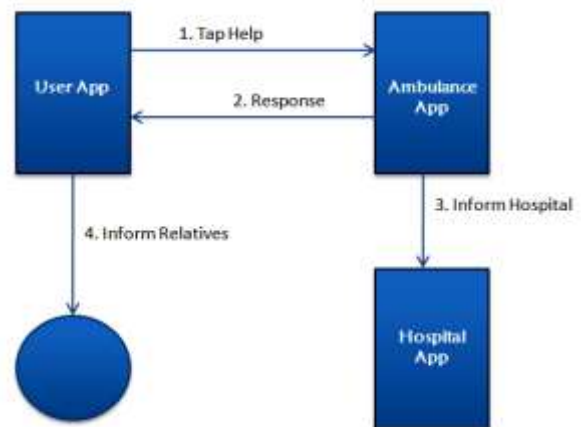 1. Tap Help
User App
Ambulance
App
2. Response
3. Inform Hospital
4. Inform Relatives
Hospital
App